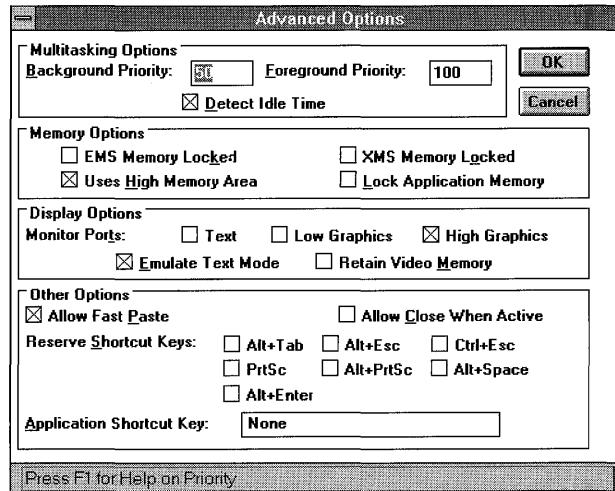 Advanced Options
Multitasking Options
Background Priority: 50 Foreground Priority: 100
OK
Detect Idle Time
Cancel
Memory Options
EMS Memory Locked XMS Memory Locked
Uses High Memory Area Lock Application Memory
Display Options
Monitor Ports: Text Low Graphics High Graphics
Emulate Text Mode Retain Video Memory
Other Options
Allow Fast Paste Allow Close When Active
Reserve Shortcut Keys: Alt+Tab Alt+Esc Ctrl+Esc
PrtSc Alt+PrtSc Alt+Space
Alt+Enter
Application Shortcut Key: None
Press F1 for Help on Priority